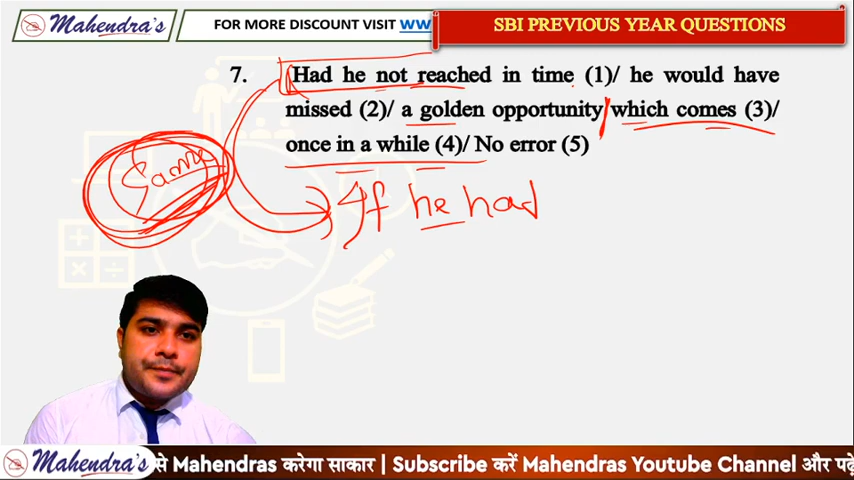 Mahendra's
FOR MORE DISCOUNT VISIT WW
SBI PREVIOUS YEAR QUESTIONS
7. Had he not reached in time (1)/ he would have
missed (2)/ a golden opportunity which comes (3)/
once in a while (4)/ No error (5)
Same
If he had
Mahendra's
से Mahendras करेगा साकार | Subscribe करें Mahendras Youtube Channel और पढ़े